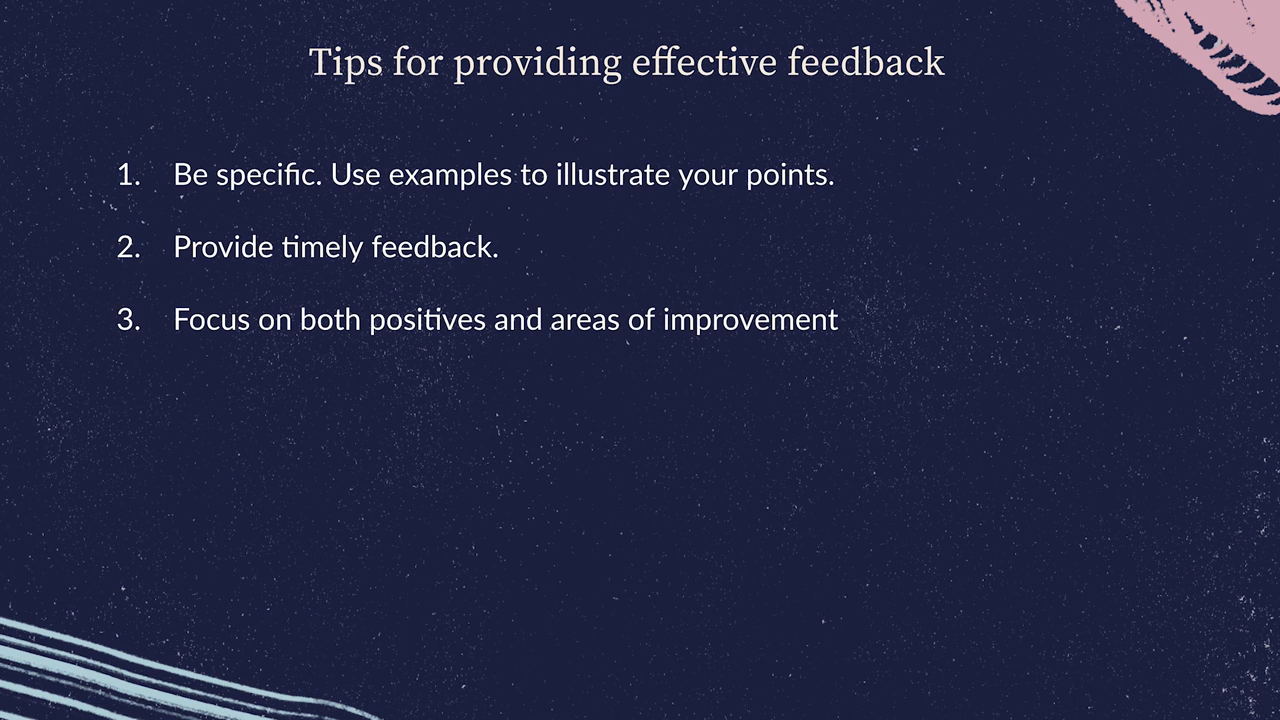 Tips for providing effective feedback
1. Be specific. Use examples to illustrate your points.
2. Provide timely feedback.
3. Focus on both positives and areas of improvement